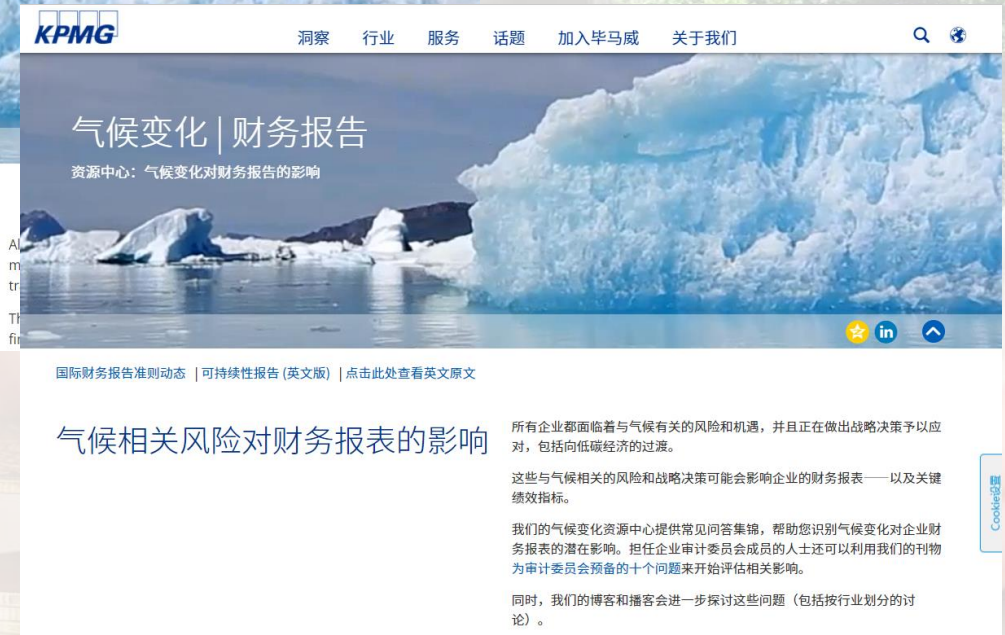 KPMG
洞察 行业 服务 话题 加入毕马威 关于我们
气候变化 | 财务报告
资源中心：气候变化对财务报告的影响
Al
m
tr
Th
fir
in
国际财务报告准则动态 | 可持续性报告 (英文版) | 点击此处查看英文原文
气候相关风险对财务报表的影响
所有企业都面临着与气候有关的风险和机遇，并且正在做出战略决策予以应
对，包括向低碳经济的过渡。
这些与气候相关的风险和战略决策可能会影响企业的财务报表——以及关键
绩效指标。
我们的气候变化资源中心提供常见问答集锦，帮助您识别气候变化对企业财
务报表的潜在影响。担任企业审计委员会成员的人士还可以利用我们的刊物
为审计委员会预备的十个问题来开始评估相关影响。
同时，我们的博客和播客会进一步探讨这些问题（包括按行业划分的讨
论）。
Cookie设置